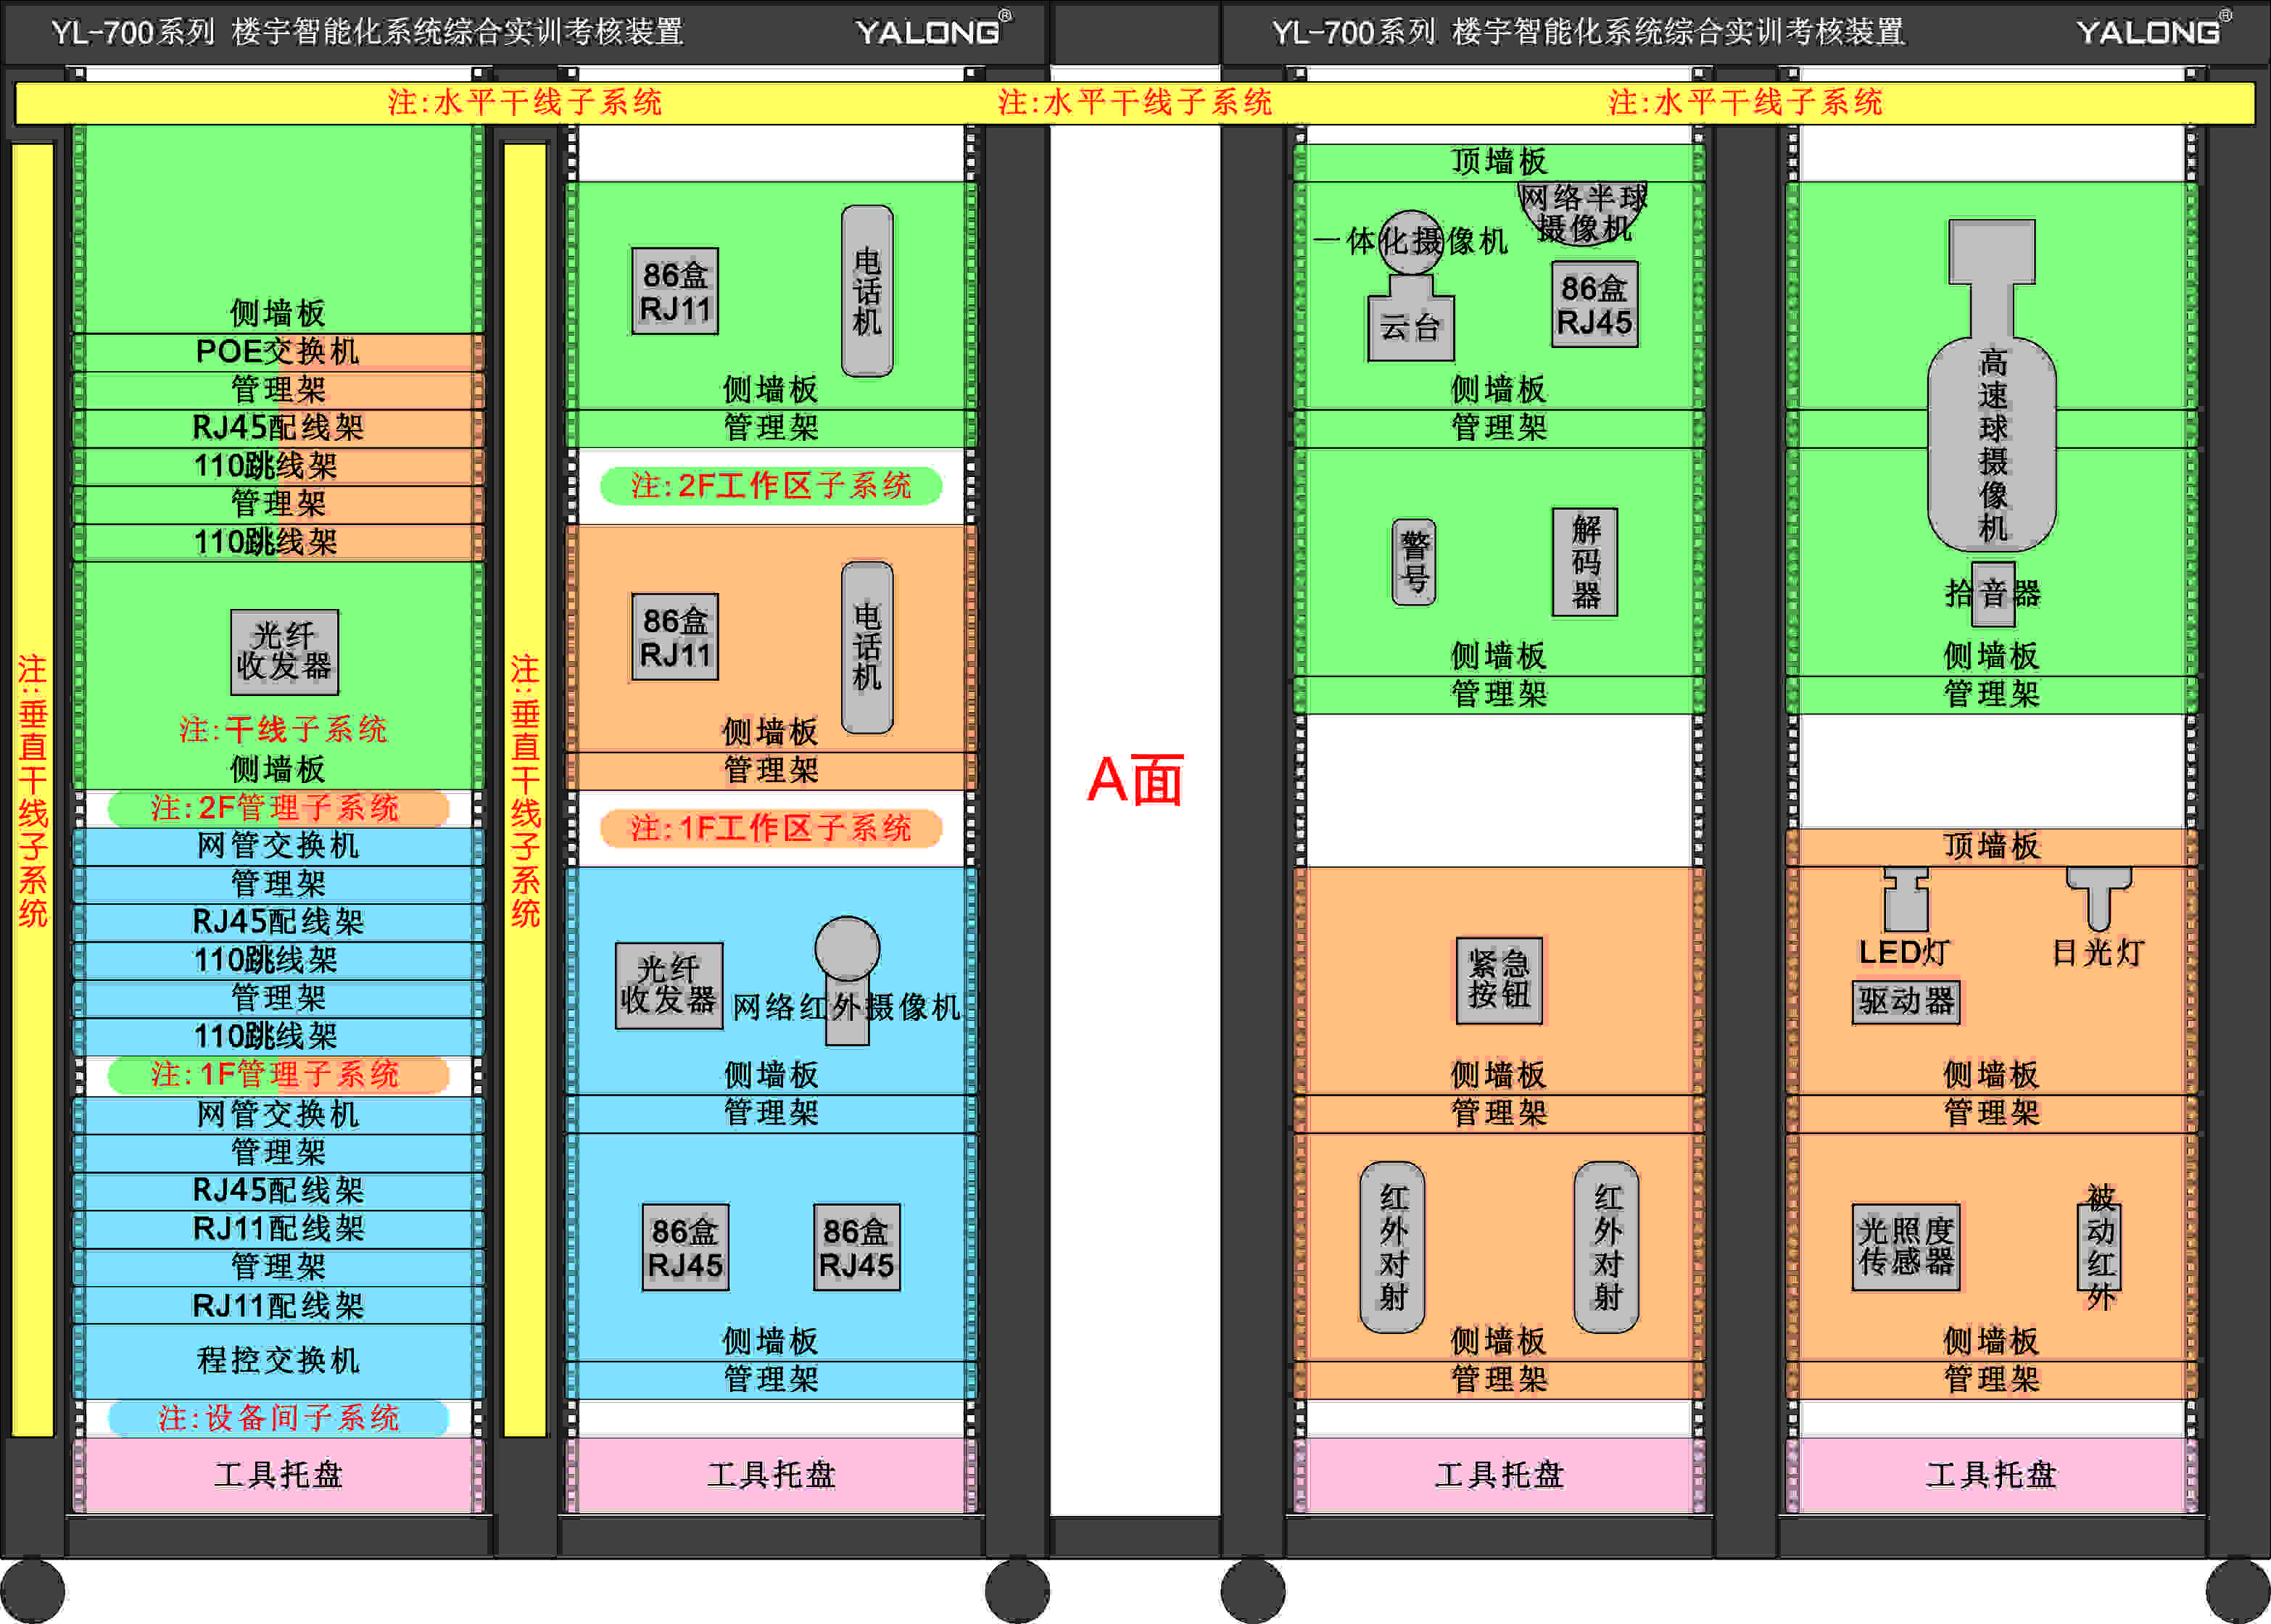 YL-700系列 楼宇智能化系统综合实训考核装置
YALONG®
YL-700系列 楼宇智能化系统综合实训考核装置
YALONG®
注:水平干线子系统
注:水平干线子系统
注:水平干线子系统
注:垂直干线子系统
侧墙板
POE交换机
管理架
RJ45配线架
110跳线架
管理架
110跳线架
光纤
收发器
注:干线子系统
侧墙板
注:2F管理子系统
网管交换机
管理架
RJ45配线架
110跳线架
管理架
110跳线架
注:1F管理子系统
网管交换机
管理架
RJ45配线架
RJ11配线架
管理架
RJ11配线架
程控交换机
注:设备间子系统
工具托盘
注:垂直干线子系统
86盒
RJ11
电话机
侧墙板
管理架
注:2F工作区子系统
86盒
RJ11
电话机
侧墙板
管理架
注:1F工作区子系统
光纤
收发器
网络红外摄像机
侧墙板
管理架
86盒
RJ45
86盒
RJ45
侧墙板
管理架
工具托盘
A面
顶墙板
网络半球
摄像机
一体化摄像机
云台
86盒
RJ45
侧墙板
管理架
警号
解码器
侧墙板
管理架
紧急
按钮
侧墙板
管理架
红外对射
红外对射
侧墙板
管理架
工具托盘
高速球摄像机
拾音器
侧墙板
管理架
顶墙板
LED灯
日光灯
驱动器
侧墙板
管理架
光照度
传感器
被动红外
侧墙板
管理架
工具托盘